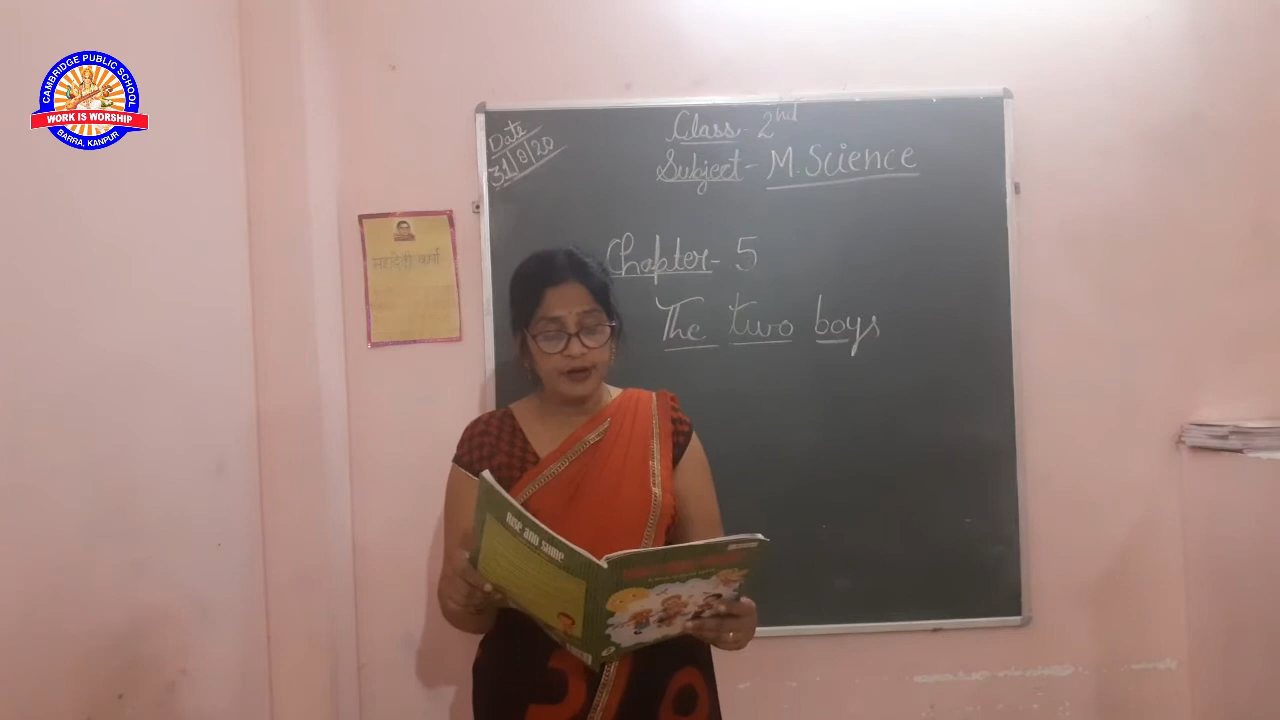 CAMBRIDGE PUBLIC SCHOOL
WORK IS WORSHIP
BARRA, KANPUR
Date
31/8/20
Class - 2nd
Subject - M. Science
Chapter - 5
The two boys
महादेवी वर्मा
Rise and Shine